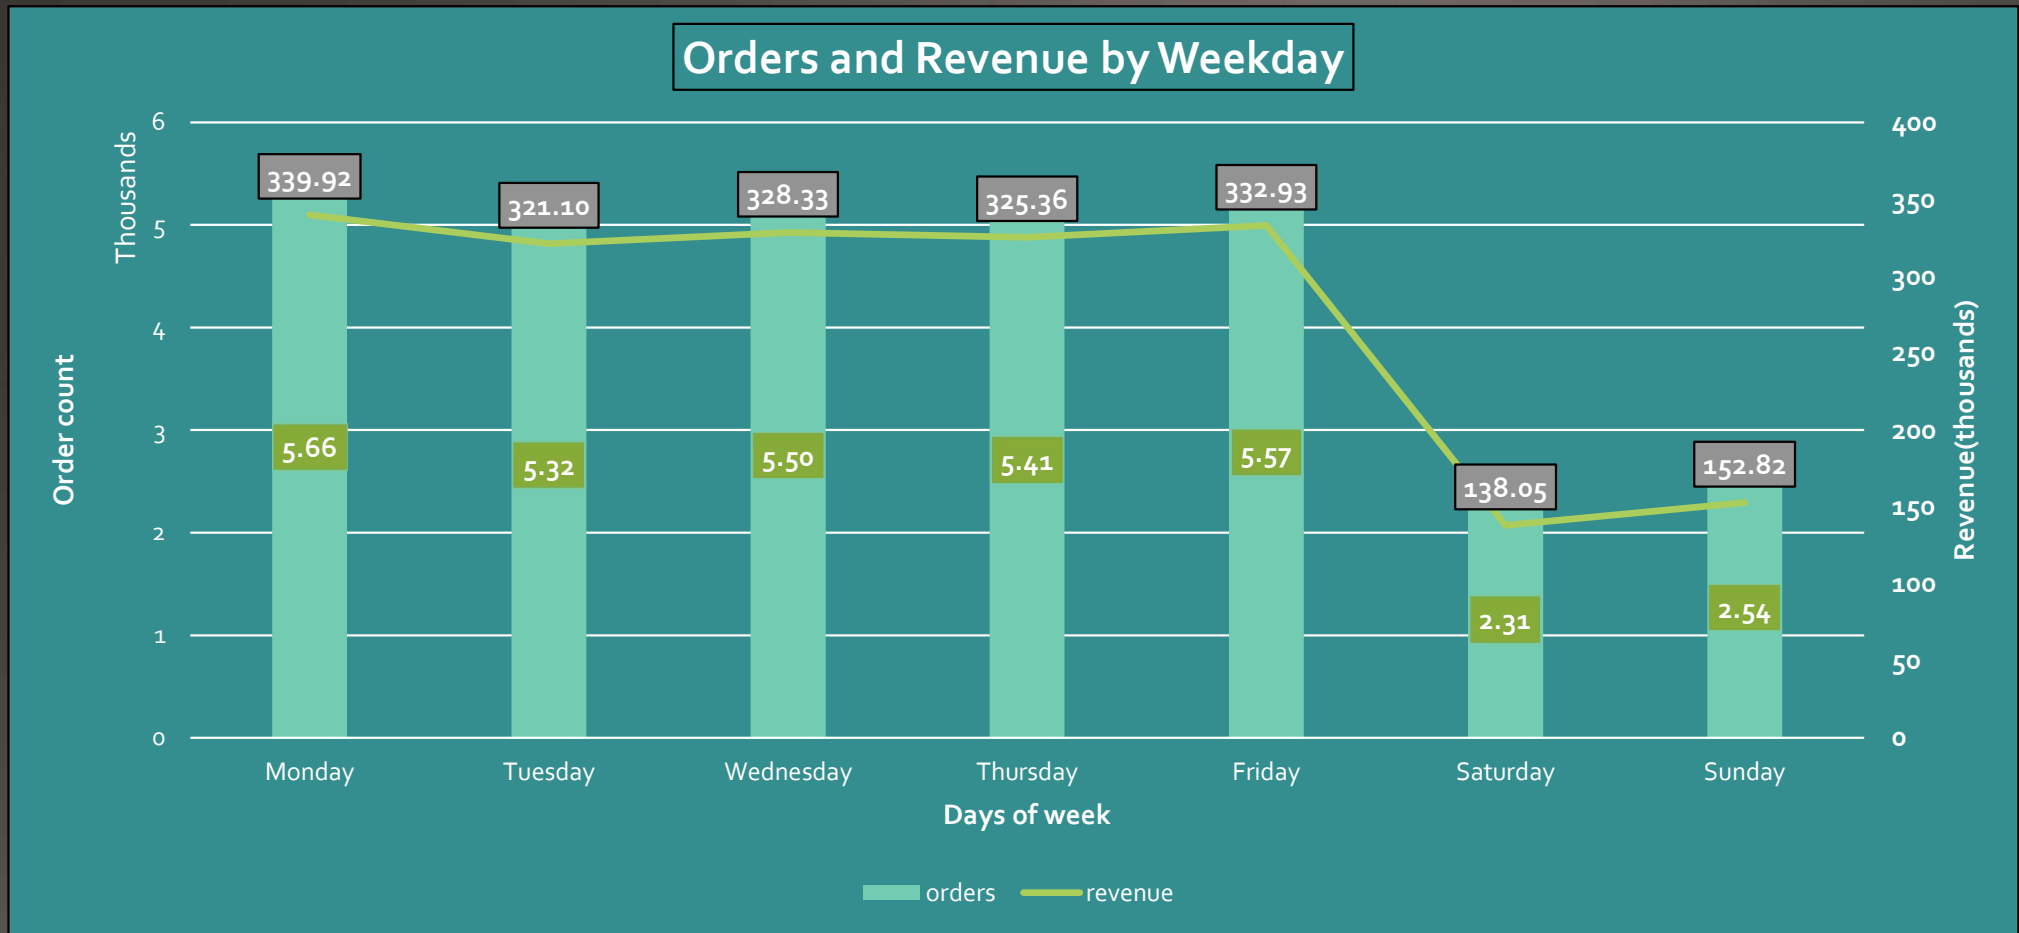 Orders and Revenue by Weekday
Thousands
Order count
6
5
4
3
2
1
0
339.92
321.10
328.33
325.36
332.93
138.05
152.82
5.66
5.32
5.50
5.41
5.57
2.31
2.54
400
350
300
250
200
150
100
50
0
Revenue(thousands)
Monday
Tuesday
Wednesday
Thursday
Friday
Saturday
Sunday
Days of week
orders
revenue